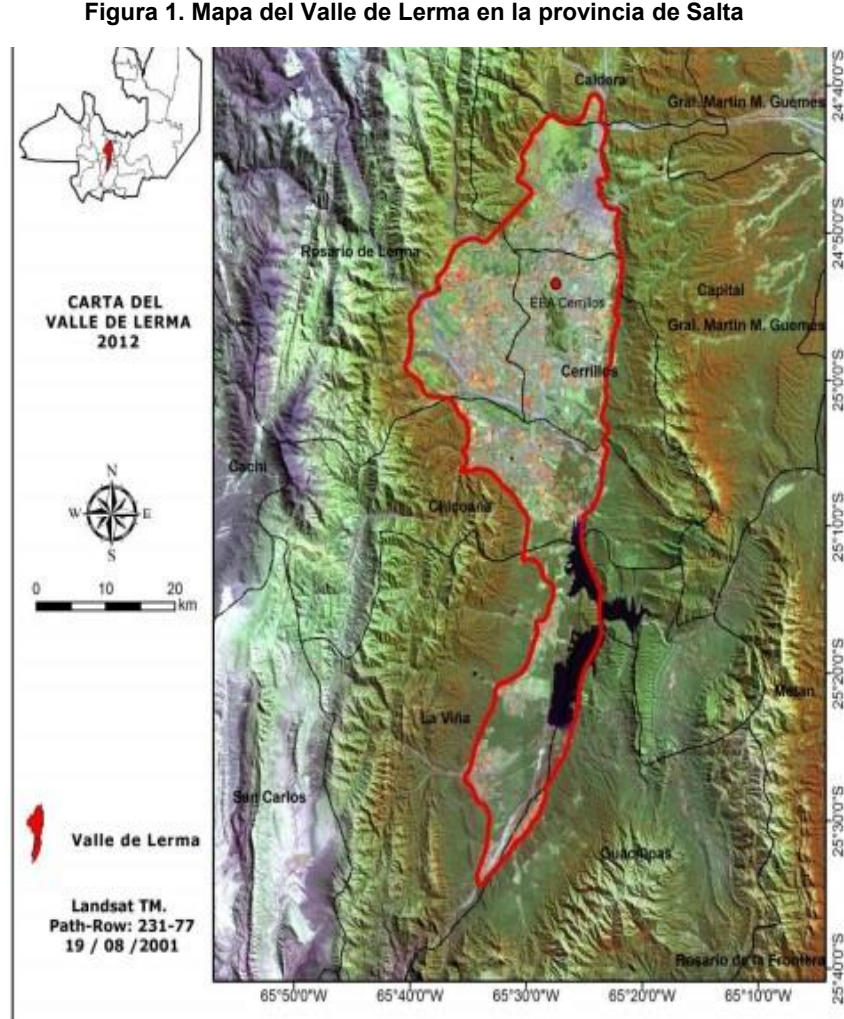 Figura 1. Mapa del Valle de Lerma en la provincia de Salta
Caldera
Gral. Martin M. Guemes
24°40'0"S
Rosario de Lerma
24°50'0"S
CARTA DEL
VALLE DE LERMA
2012
EEA Cerrillos
Capital
Gral. Martin M. Guemes
Cerrillos
25°0'0"S
Cachi
N
W
E
S
Chicoana
25°10'0"S
0 10 20
km
25°20'0"S
Metan
La Viña
San Carlos
25°30'0"S
Valle de Lerma
Guachipas
Landsat TM.
Path-Row: 231-77
19 / 08 /2001
Rosario de la Frontera
25°40'0"S
65°50'0"W 65°40'0"W 65°30'0"W 65°20'0"W 65°10'0"W